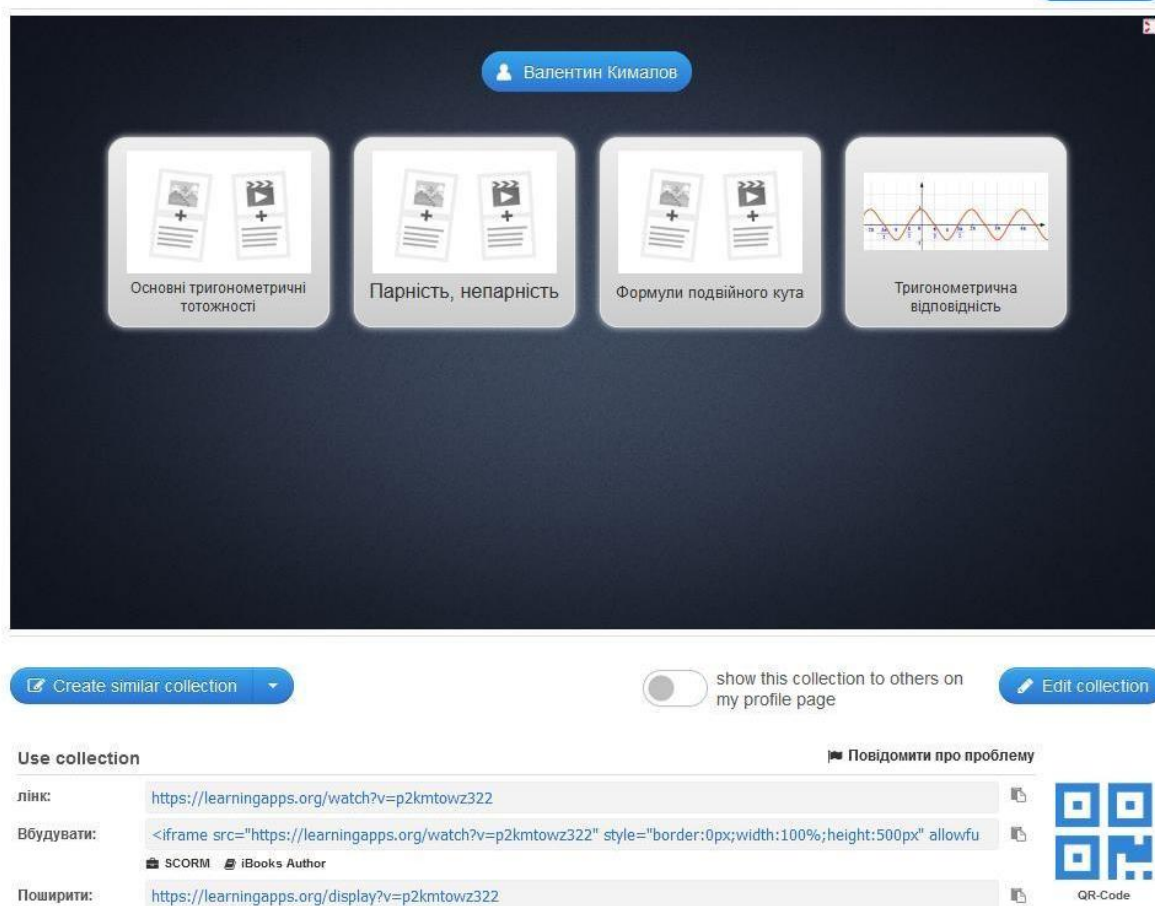 Валентин Кималов
Основні тригонометричні
тотожності
Парність, непарність
Формули подвійного кута
Тригонометрична
відповідність
Create similar collection
show this collection to others on
my profile page
Edit collection
Use collection
Повідомити про проблему
лінк:
https://learningapps.org/watch?v=p2kmtowz322
Вбудувати:
<iframe src="https://learningapps.org/watch?v=p2kmtowz322" style="border:0px;width:100%;height:500px" allowfu
SCORM iBooks Author
Поширити:
https://learningapps.org/display?v=p2kmtowz322
QR-Code